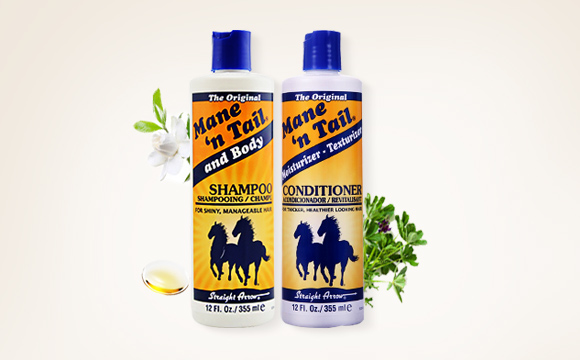 The Original
Mane
'n Tail®
and Body
SHAMPOO
SHAMPOOING / CHAMPÚ
FOR SHINY, MANAGEABLE HAIR
Straight Arrow®
12 Fl. Oz./ 355 ml e
The Original
Mane
'n Tail®
Moisturizer - Texturizer
CONDITIONER
ACONDICIONADOR / REVITALISANT
FOR THICKER, HEALTHIER LOOKING HAIR
Straight Arrow®
12 Fl. Oz./ 355 ml e